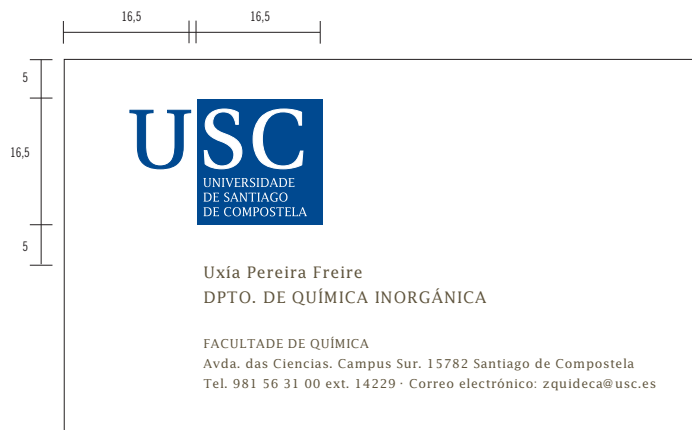 16,5 16,5
5
16,5
5
USC
UNIVERSIDADE
DE SANTIAGO
DE COMPOSTELA
Uxía Pereira Freire
DPTO. DE QUÍMICA INORGÁNICA
FACULTADE DE QUÍMICA
Avda. das Ciencias. Campus Sur. 15782 Santiago de Compostela
Tel. 981 56 31 00 ext. 14229 · Correo electrónico: zquideca@usc.es